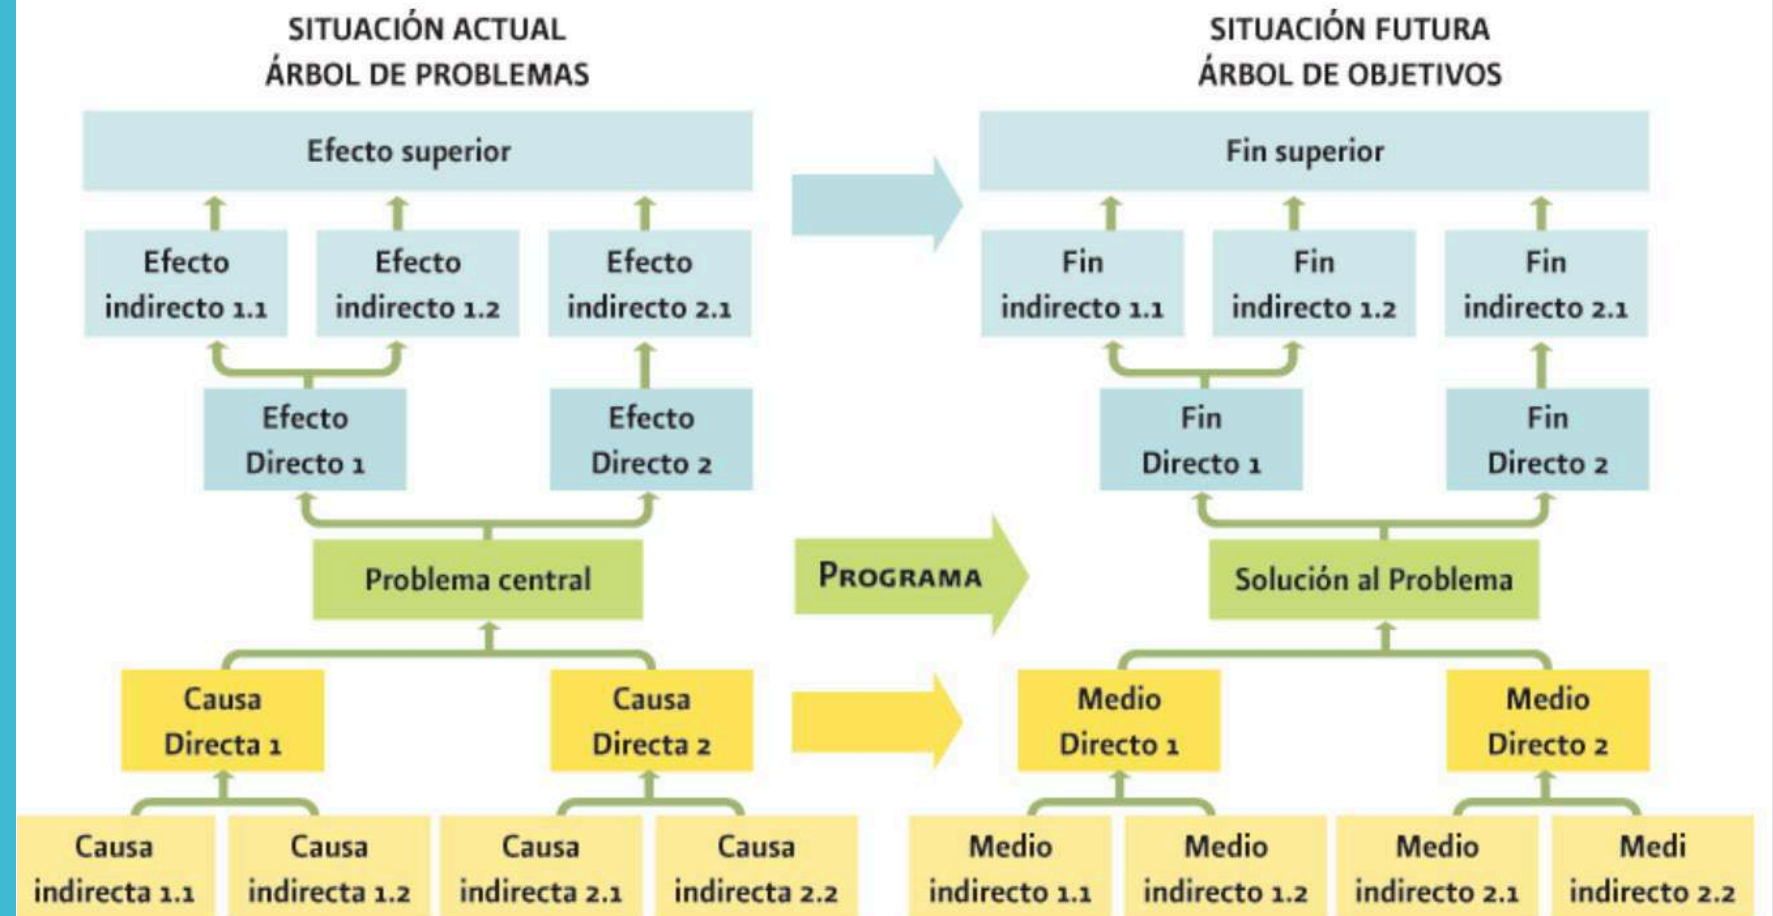 SITUACIÓN ACTUAL
ÁRBOL DE PROBLEMAS
Efecto superior
Efecto
indirecto 1.1
Efecto
indirecto 1.2
Efecto
indirecto 2.1
Efecto
Directo 1
Efecto
Directo 2
Problema central
Causa
Directa 1
Causa
Directa 2
Causa
indirecta 1.1
Causa
indirecta 1.2
Causa
indirecta 2.1
Causa
indirecta 2.2
PROGRAMA
SITUACIÓN FUTURA
ÁRBOL DE OBJETIVOS
Fin superior
Fin
indirecto 1.1
Fin
indirecto 1.2
Fin
indirecto 2.1
Fin
Directo 1
Fin
Directo 2
Solución al Problema
Medio
Directo 1
Medio
Directo 2
Medio
indirecto 1.1
Medio
indirecto 1.2
Medio
indirecto 2.1
Medi
indirecto 2.2